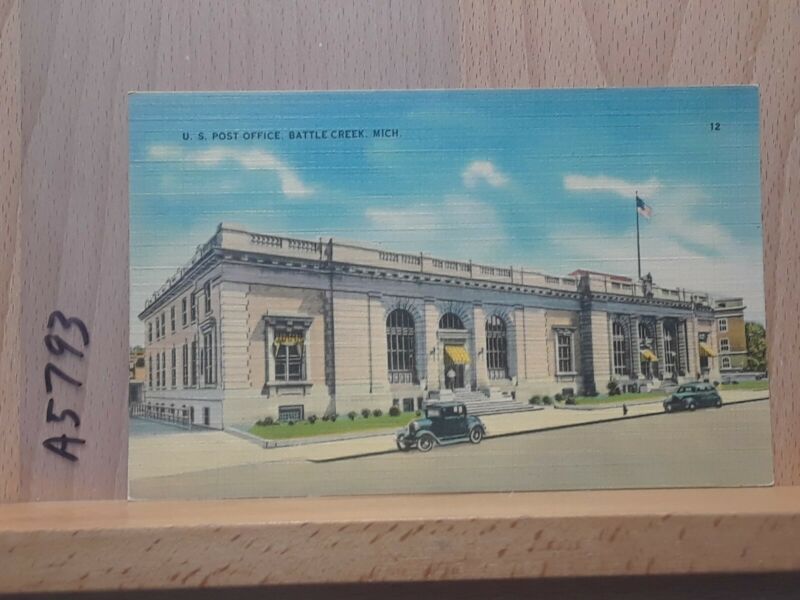 U. S. POST OFFICE, BATTLE CREEK, MICH.
12
A5793